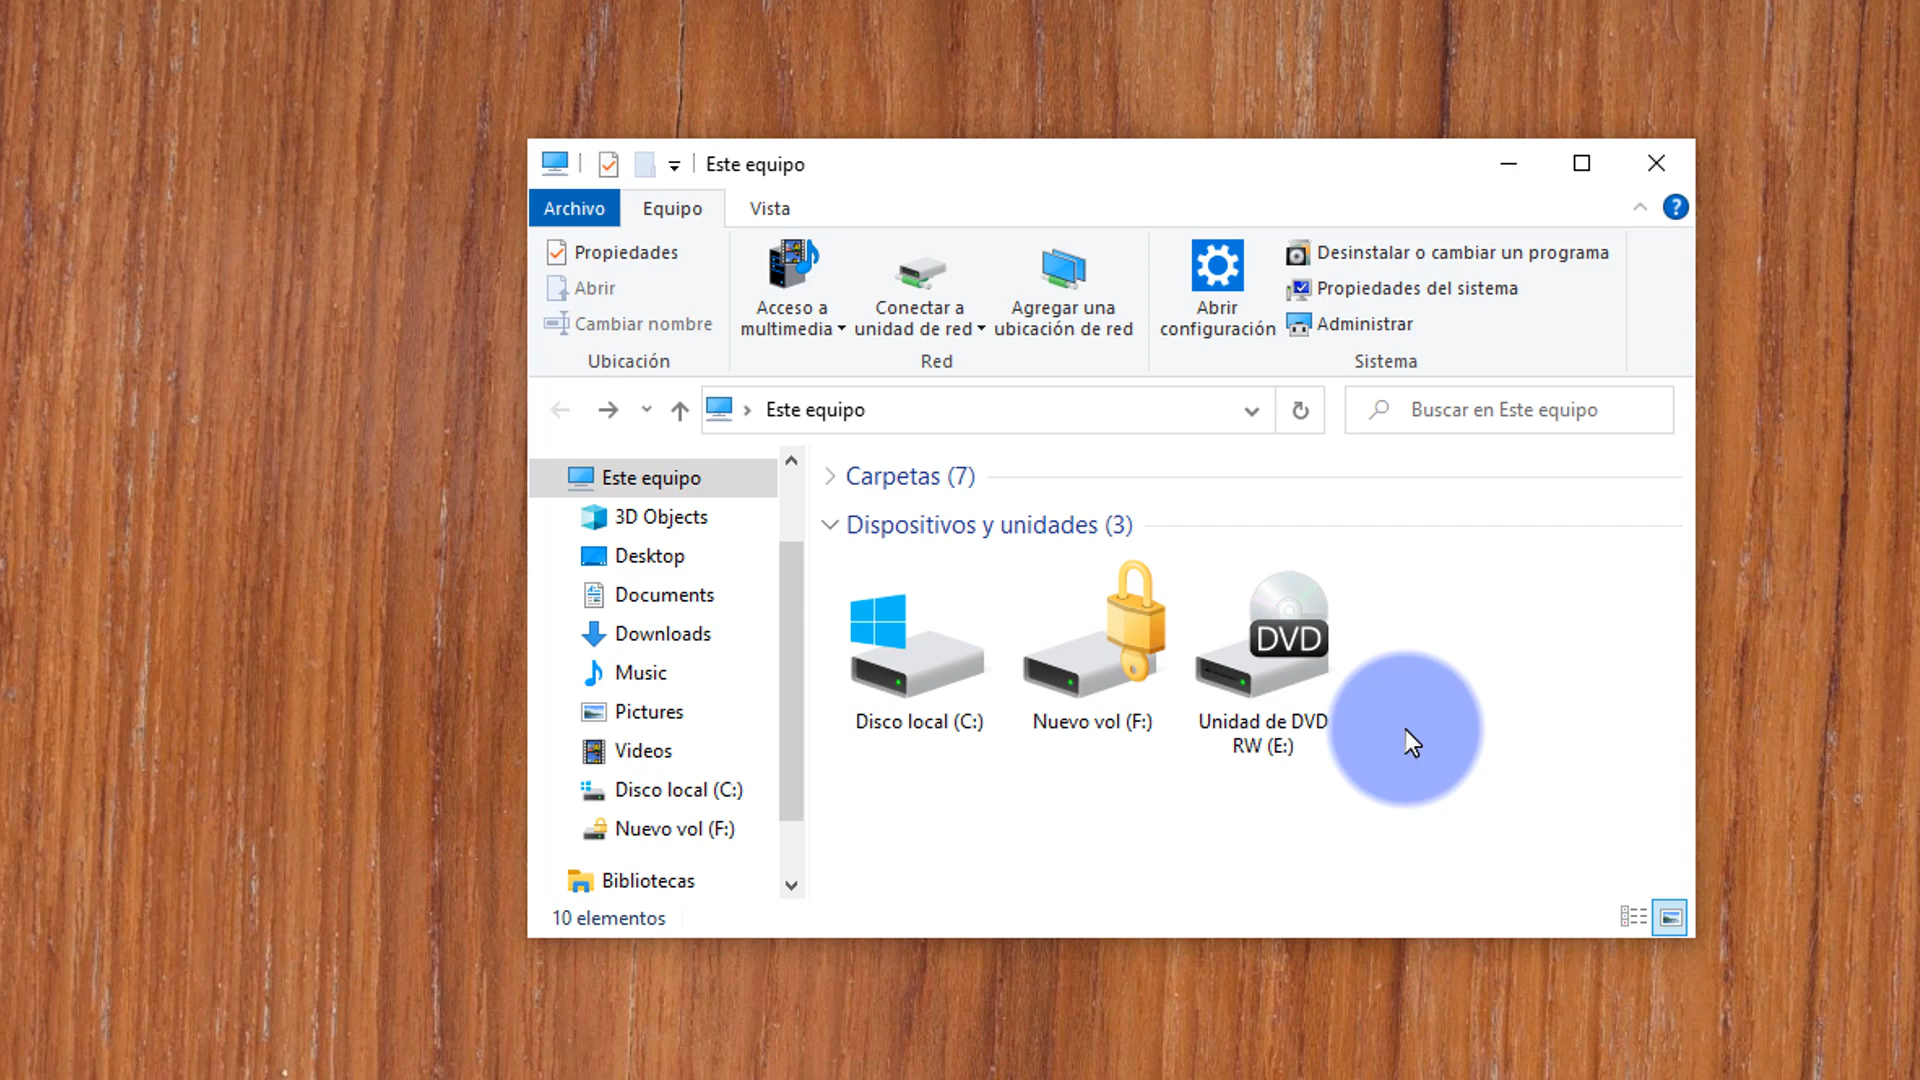 Este equipo
Archivo
Equipo
Vista
?
Propiedades
Abrir
Cambiar nombre
Ubicación
Acceso a
multimedia
Conectar a
unidad de red
Agregar una
ubicación de red
Red
Abrir
configuración
Desinstalar o cambiar un programa
Propiedades del sistema
Administrar
Sistema
Este equipo
Buscar en Este equipo
Este equipo
3D Objects
Desktop
Documents
Downloads
Music
Pictures
Videos
Disco local (C:)
Nuevo vol (F:)
Bibliotecas
Carpetas (7)
Dispositivos y unidades (3)
Disco local (C:)
Nuevo vol (F:)
DVD
Unidad de DVD
RW (E:)
10 elementos